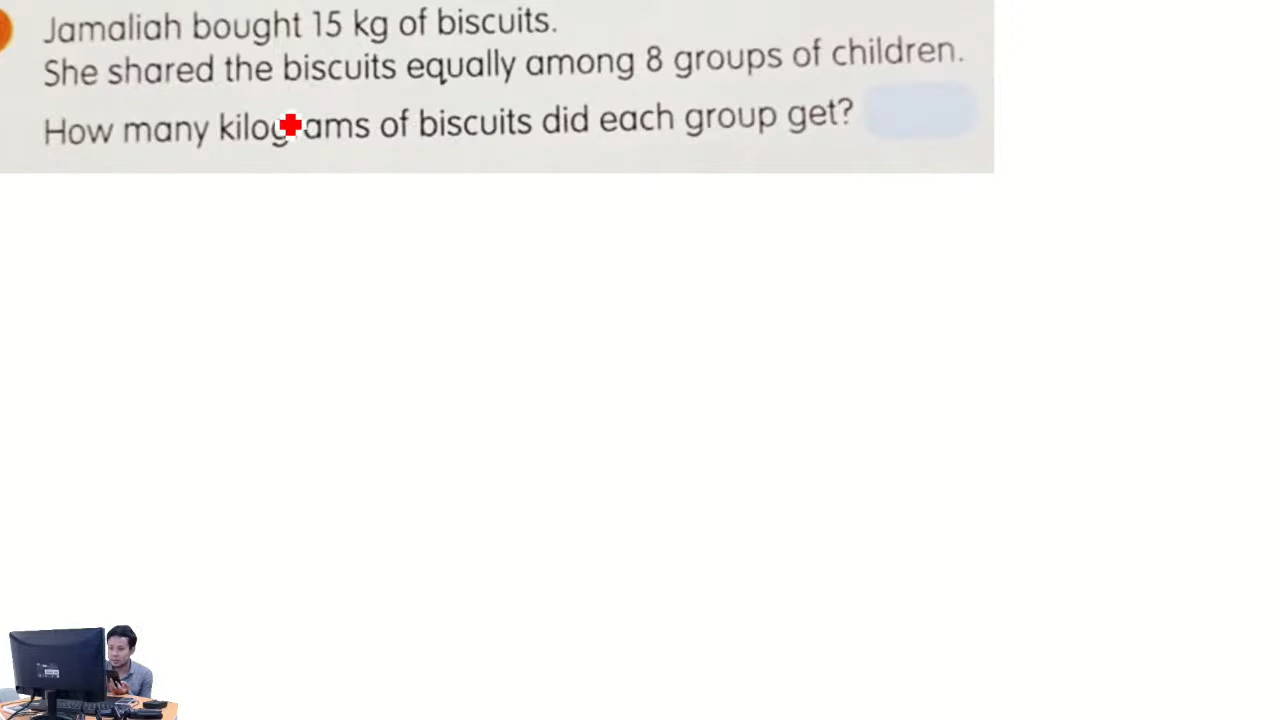 Jamaliah bought 15 kg of biscuits.
She shared the biscuits equally among 8 groups of children.
How many kilograms of biscuits did each group get?